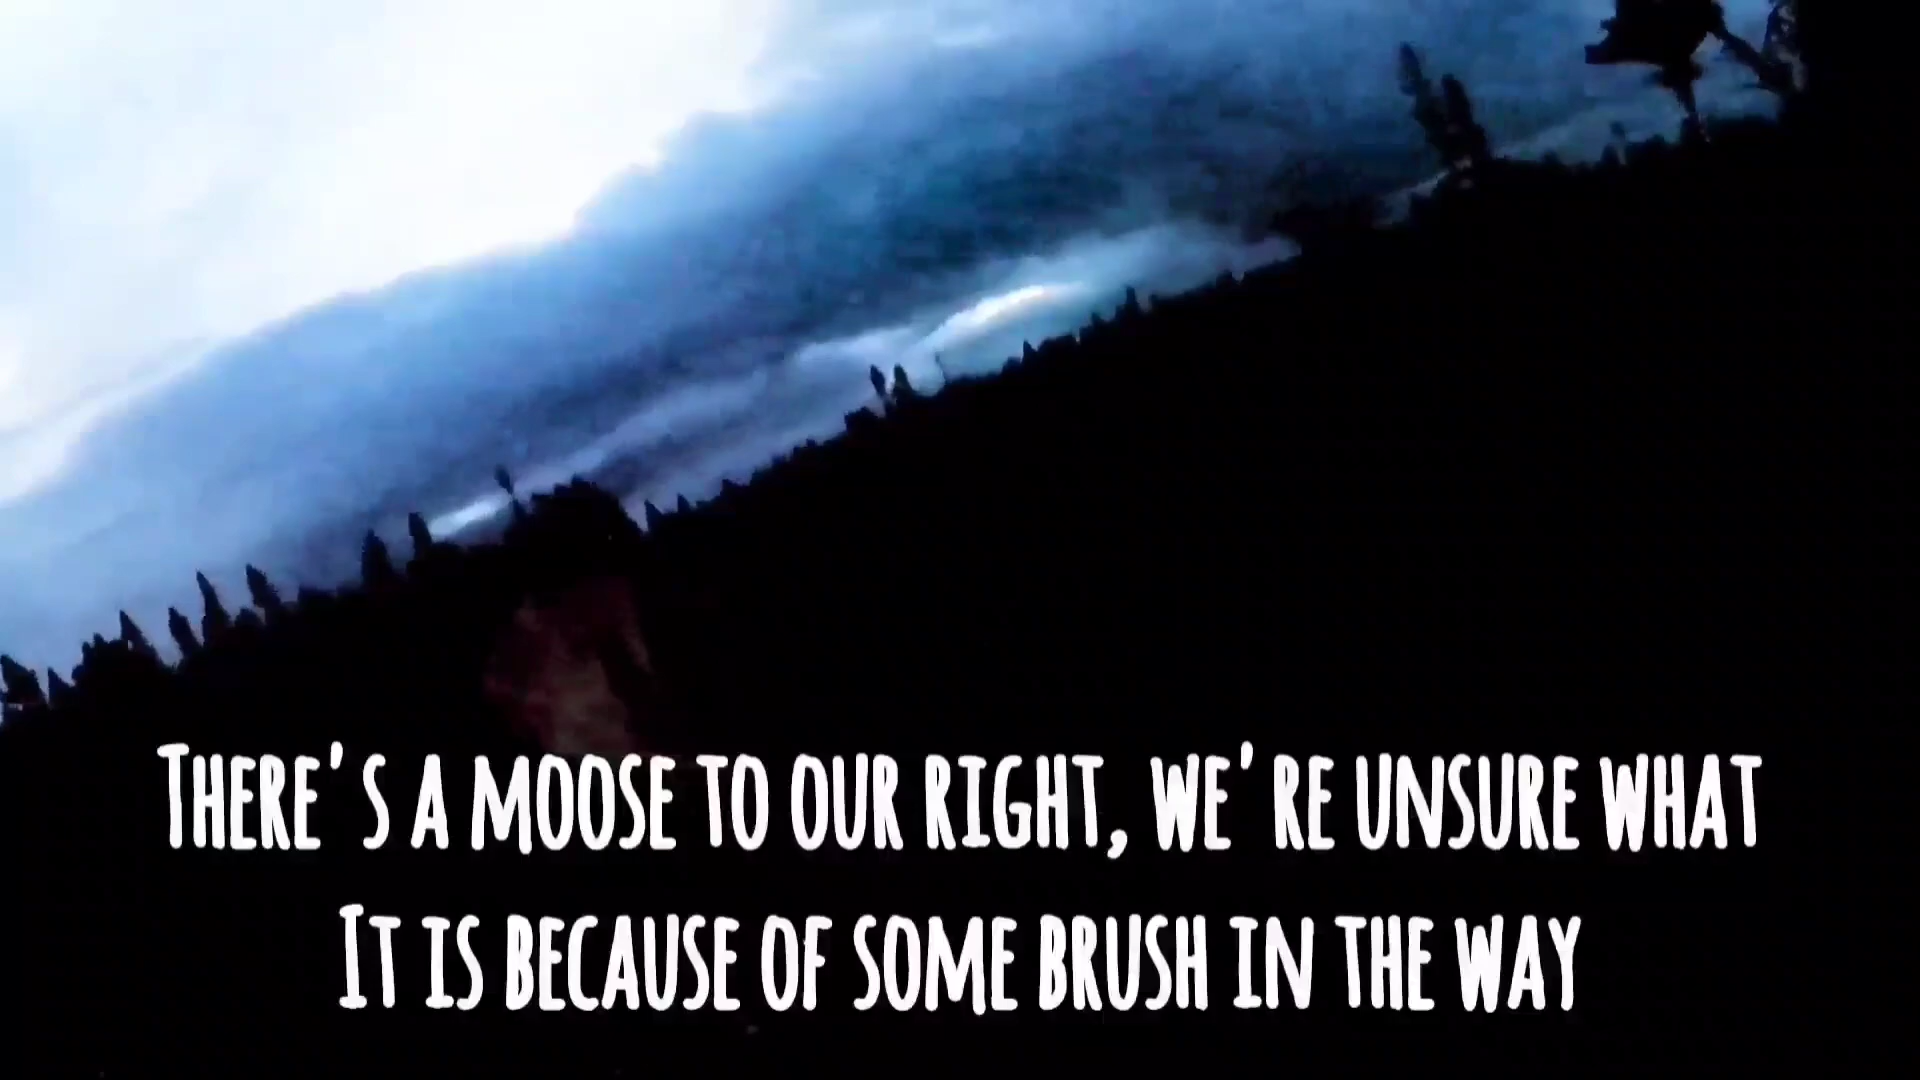 There's a moose to our right, we're unsure what
It is because of some brush in the way